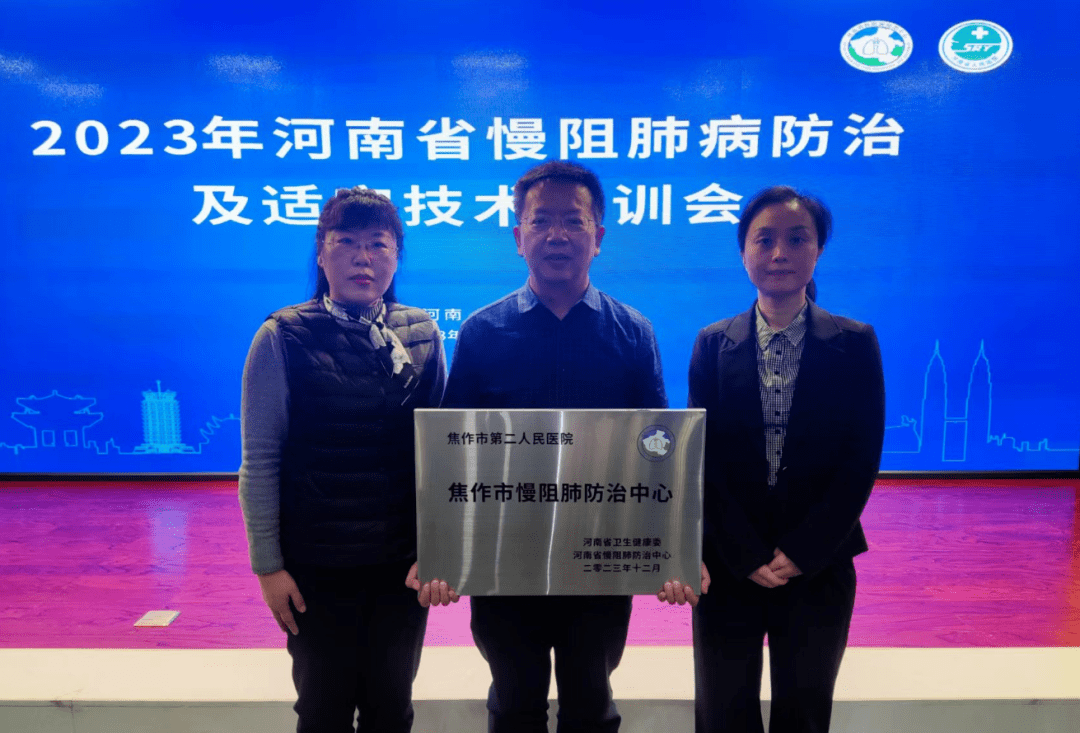 SRY
2023年河南省慢阻肺病防治
及适 技术 训会
河南
焦作市第二人民医院
焦作市慢阻肺防治中心
河南省卫生健康委
河南省慢阻肺防治中心
二零二三年十二月